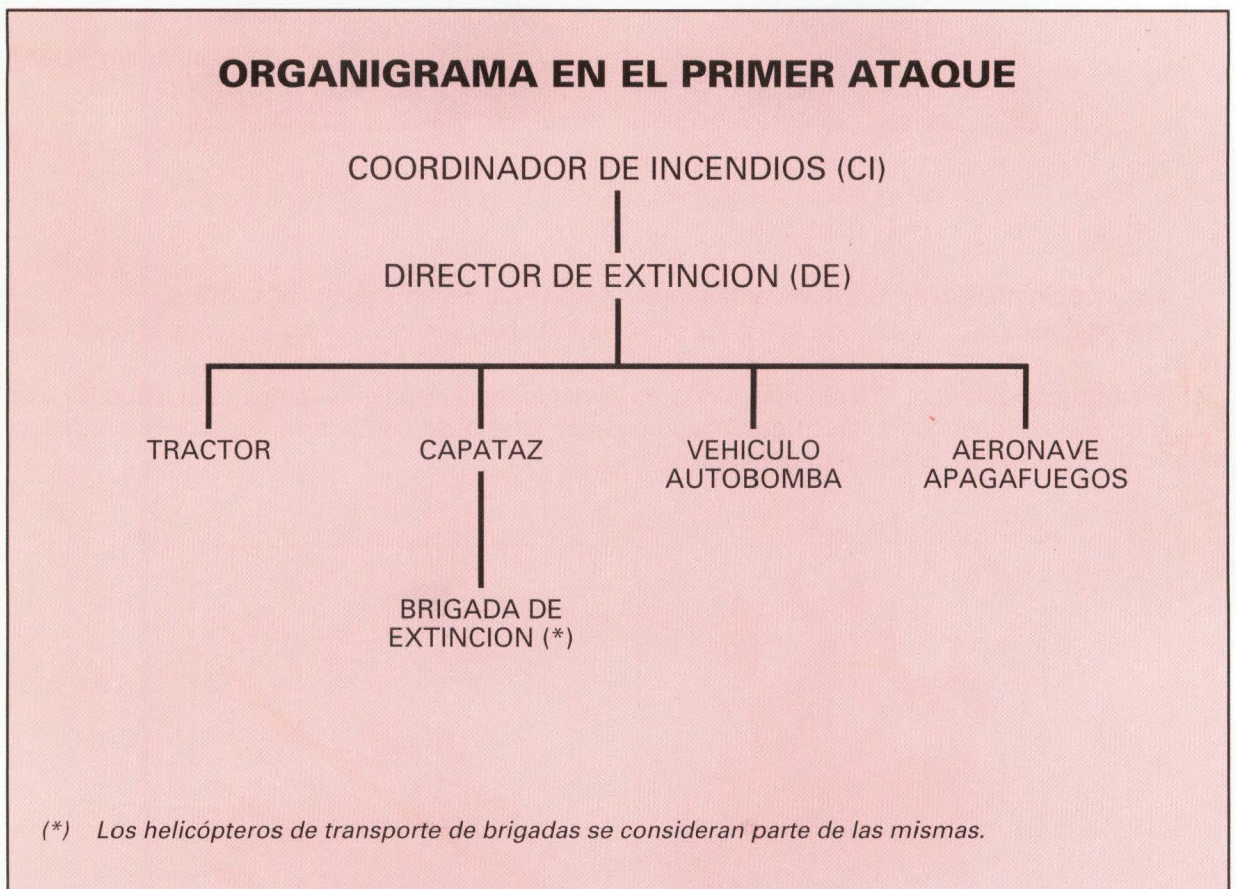 ORGANIGRAMA EN EL PRIMER ATAQUE
COORDINADOR DE INCENDIOS (CI)
DIRECTOR DE EXTINCION (DE)
TRACTOR
CAPATAZ
VEHICULO
AUTOBOMBA
AERONAVE
APAGAFUEGOS
BRIGADA DE
EXTINCION (*)
(*) Los helicópteros de transporte de brigadas se consideran parte de las mismas.